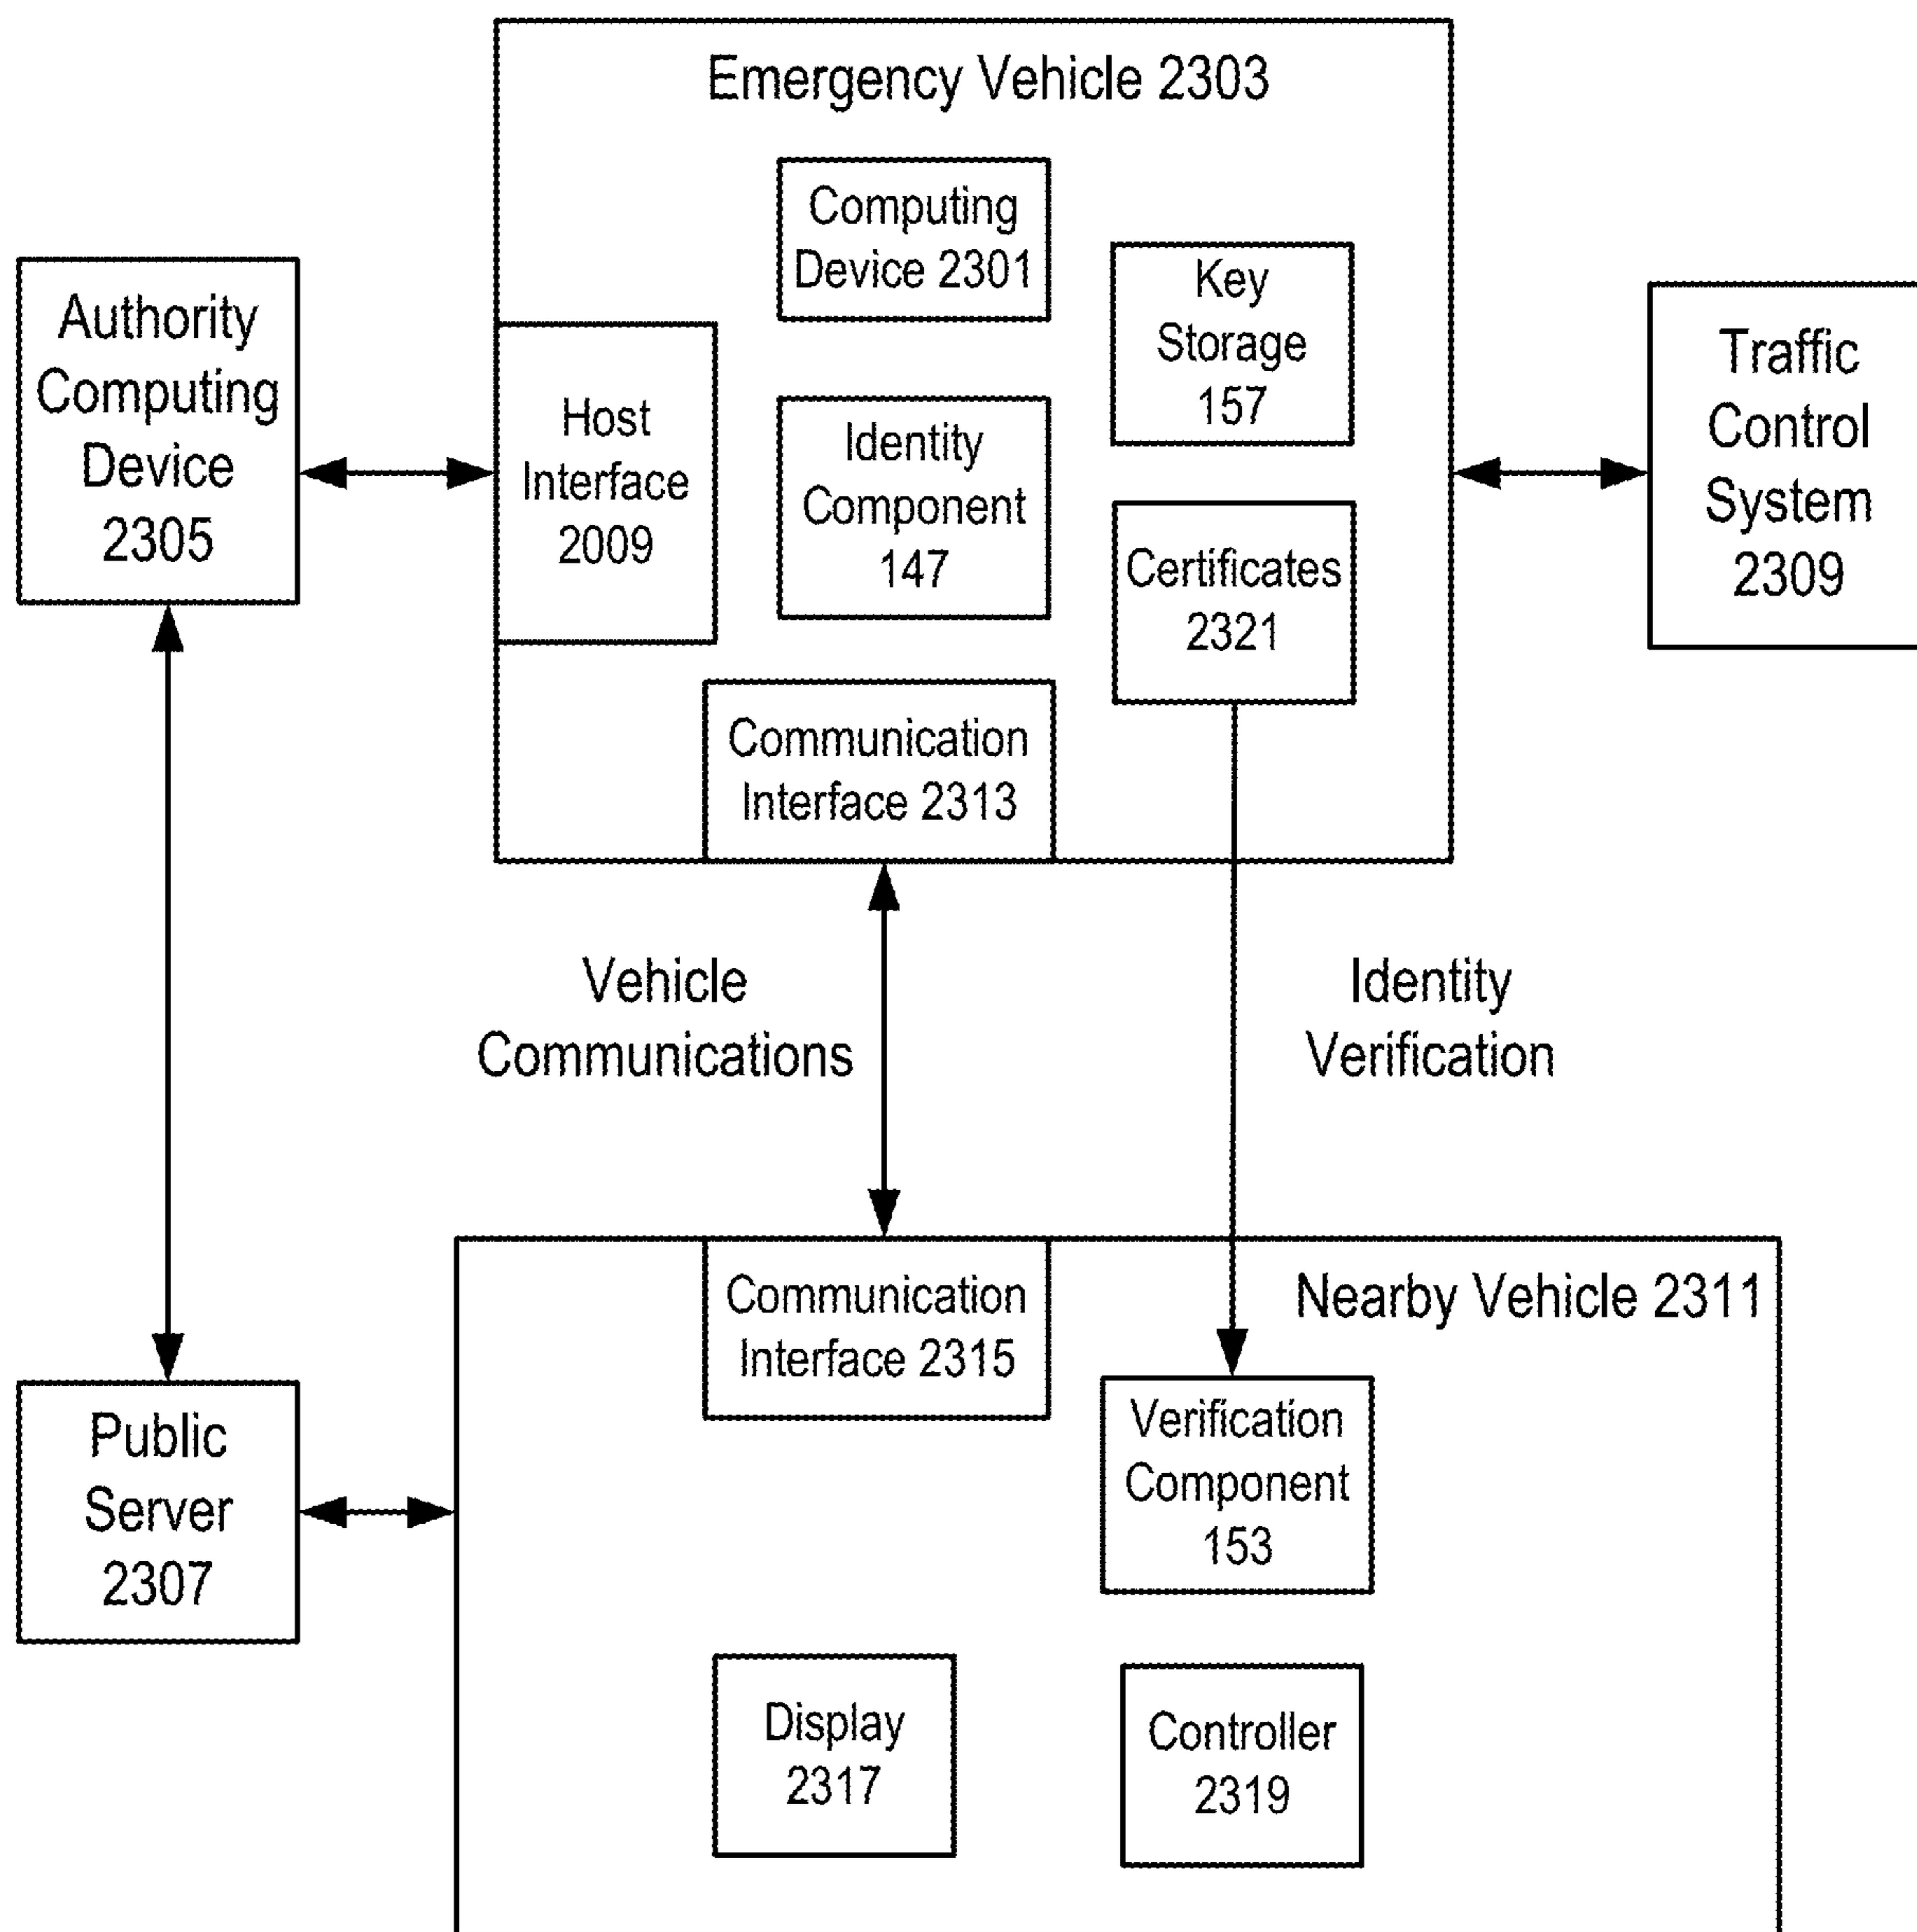 Emergency Vehicle 2303
Computing
Device 2301
Key
Storage
157
Authority
Computing
Device
2305
Host
Interface
2009
Identity
Component
147
Certificates
2321
Traffic
Control
System
2309
Communication
Interface 2313
Vehicle
Communications
Identity
Verification
Communication
Interface 2315
Nearby Vehicle 2311
Verification
Component
153
Public
Server
2307
Display
2317
Controller
2319